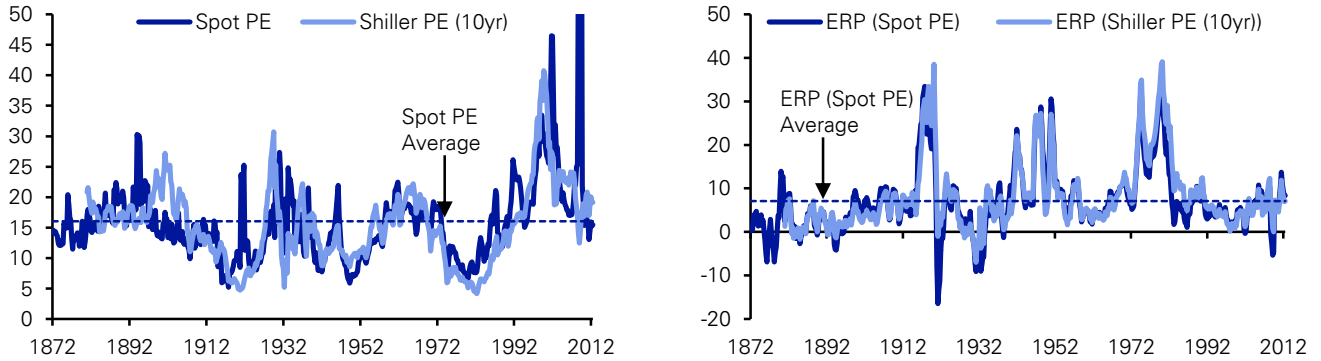 Spot PE
Shiller PE (10yr)
50
45
40
35
30
25
20
15
10
5
0
Spot PE
Average
1872 1892 1912 1932 1952 1972 1992 2012
ERP (Spot PE)
ERP (Shiller PE (10yr))
50
40
30
20
10
0
-10
-20
ERP (Spot PE)
Average
1872 1892 1912 1932 1952 1972 1992 2012